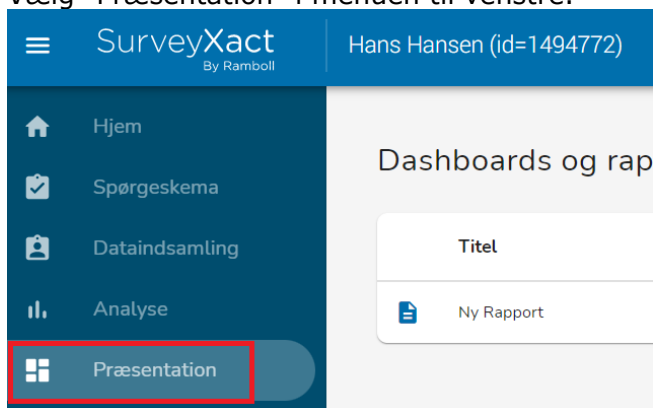 Vælg "Præsentation" i menuen til venstre.
SurveyXact
By Ramboll
Hans Hansen (id=1494772)
Hjem
Spørgeskema
Dataindsamling
Analyse
Præsentation
Dashboards og rap
Titel
Ny Rapport